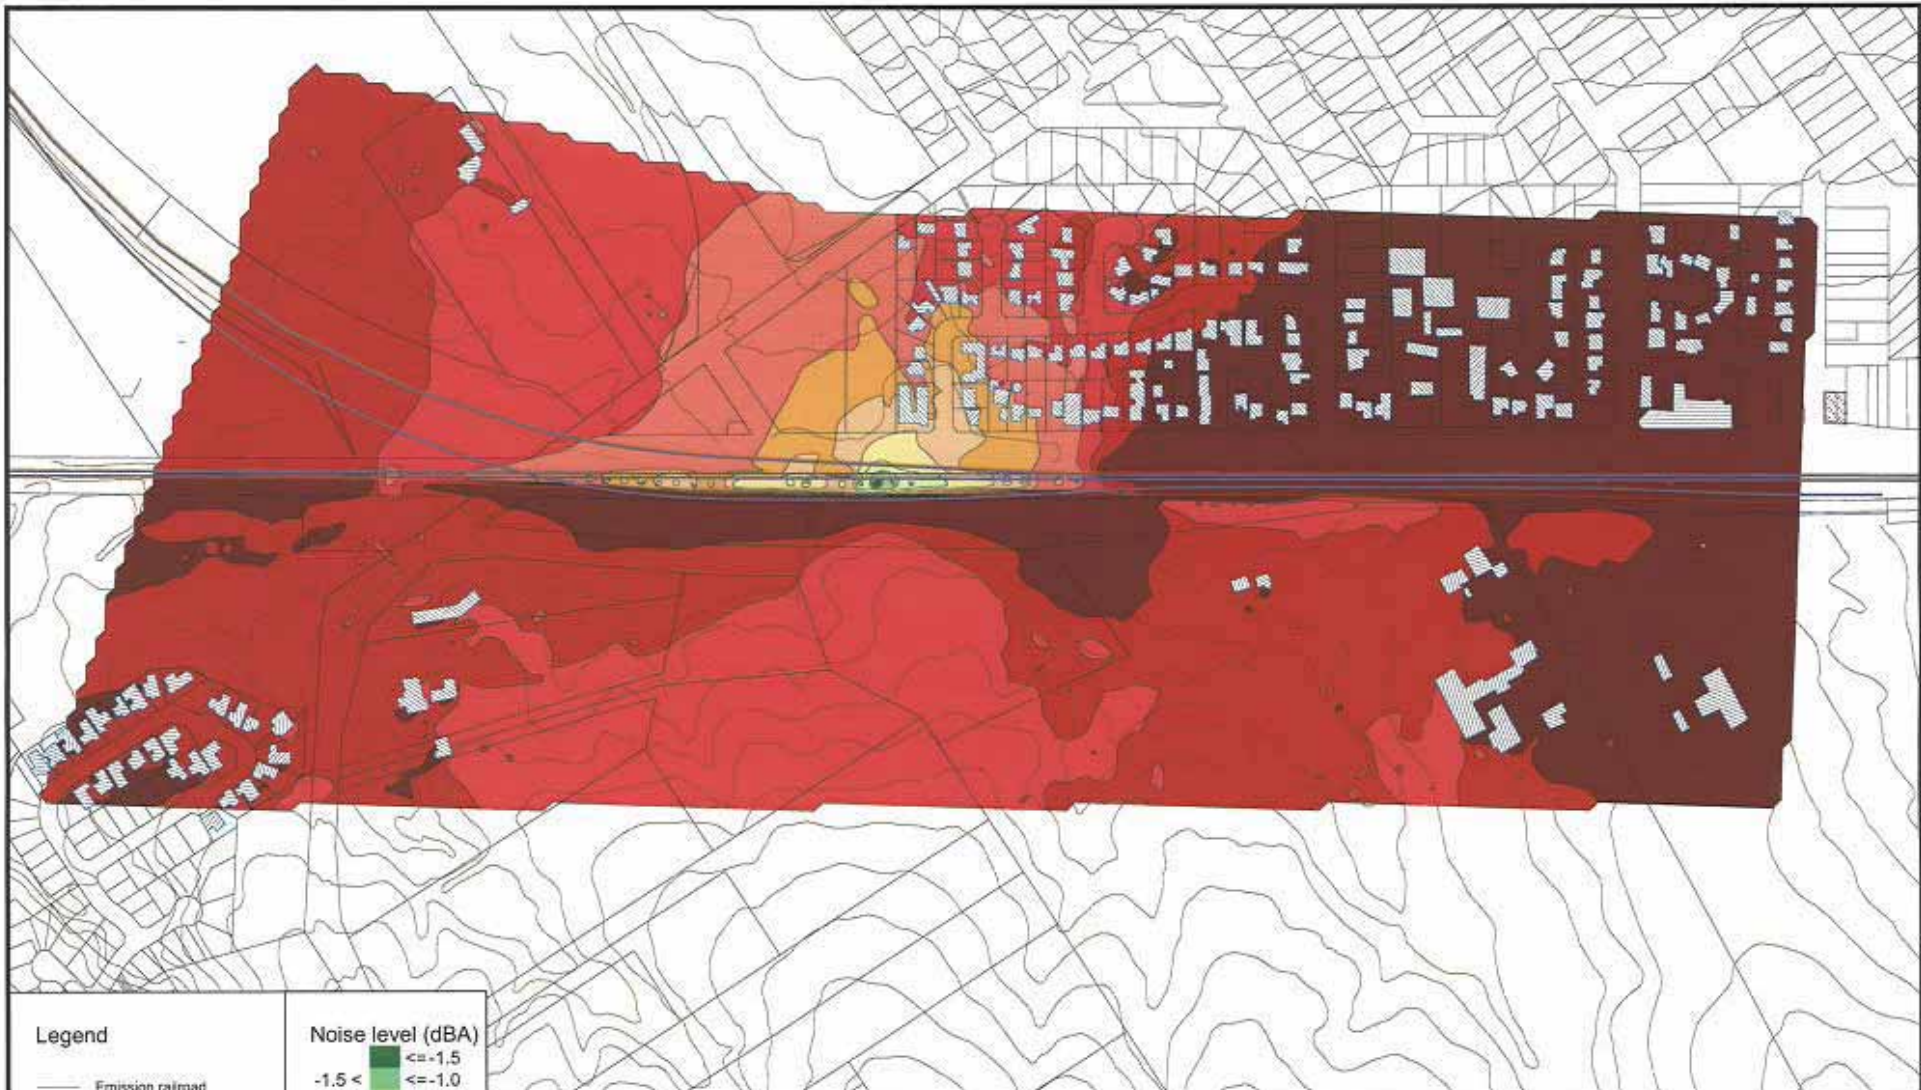 Legend
Noise level (dBA)
<=-1.5
-1.5 < <=-1.0
Emission railroad